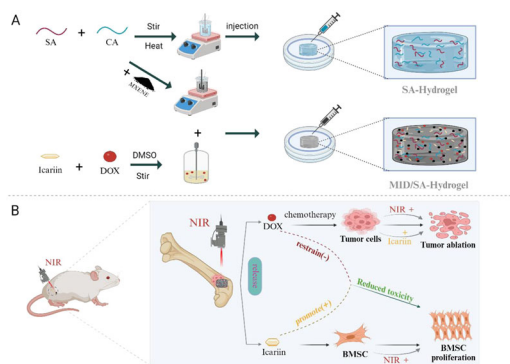 A
SA + CA
Stir
Heat
injection
+ MXENE
SA-Hydrogel
+
Icariin + DOX
DMSO
Stir
MID/SA-Hydrogel
B
NIR
NIR
release
DOX
chemotherapy
Tumor cells
NIR +
+
Icariin
Tumor ablation
restrain(-)
promote(+)
Reduced toxicity
Icariin
BMSC
NIR +
BMSC
proliferation